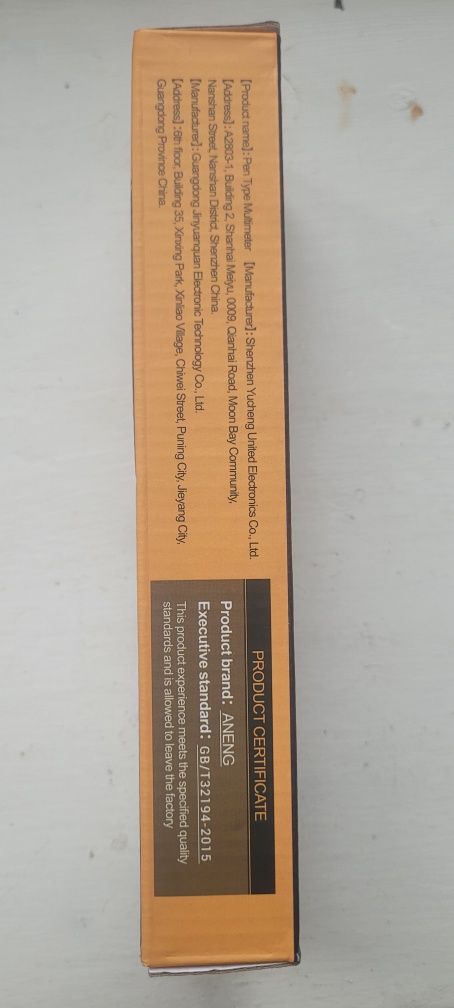 【Product name】: Pen Type Multimeter 【Manufacturer】: Shenzhen Yucheng United Electronics Co., Ltd.
【Address】: A2803-1, Building 2, Shanhai Meiyu, 0009, Qianhai Road, Moon Bay Community,
Nanshan Street, Nanshan District, Shenzhen China.
【Manufacturer】: Guangdong Jinyuanquan Electronic Technology Co., Ltd.
【Address】: 6th floor, Building 35, Xinxing Park, Xinliao Village, Chiwei Street, Puning City, Jieyang City,
Guangdong Province China.
PRODUCT CERTIFICATE
Product brand: ANENG
Executive standard: GB/T32194-2015
This product experience meets the specified quality
standards and is allowed to leave the factory